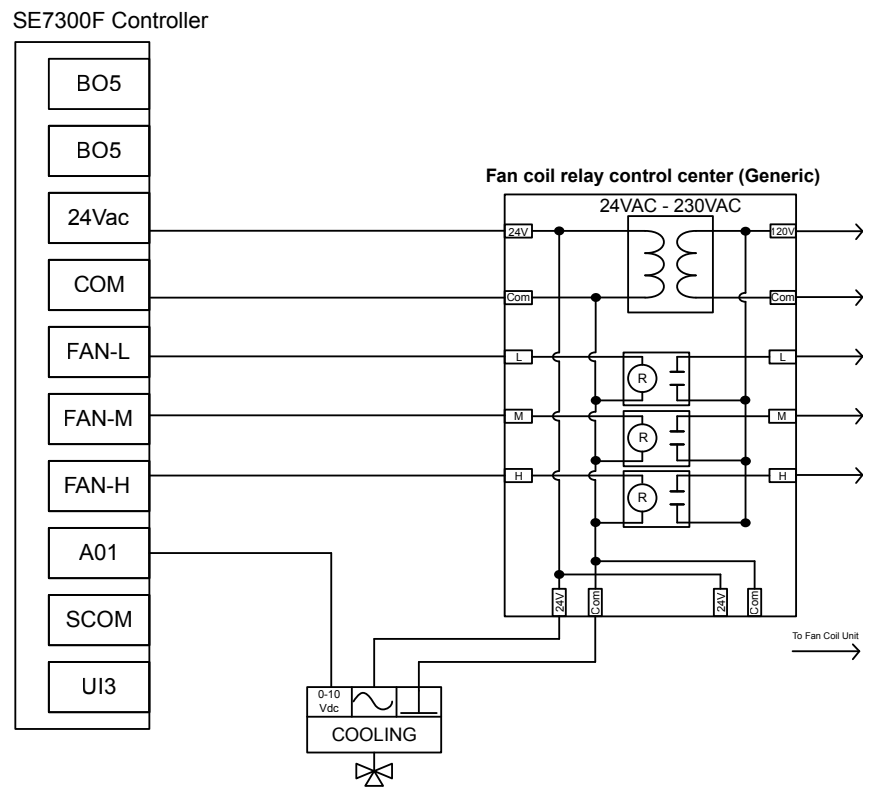 SE7300F Controller
BO5
BO5
24Vac
COM
FAN-L
FAN-M
FAN-H
A01
SCOM
UI3
Fan coil relay control center (Generic)
24VAC - 230VAC
24V
120V
Com
Com
L
R
L
M
R
M
H
R
H
24V
Com
24V
Com
To Fan Coil Unit
0-10
Vdc
COOLING